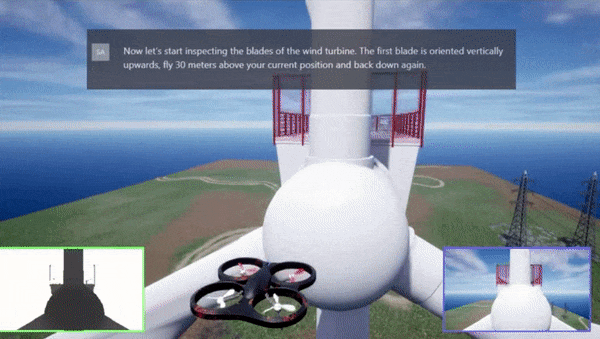 SA
Now let's start inspecting the blades of the wind turbine. The first blade is oriented vertically
upwards, fly 30 meters above your current position and back down again.